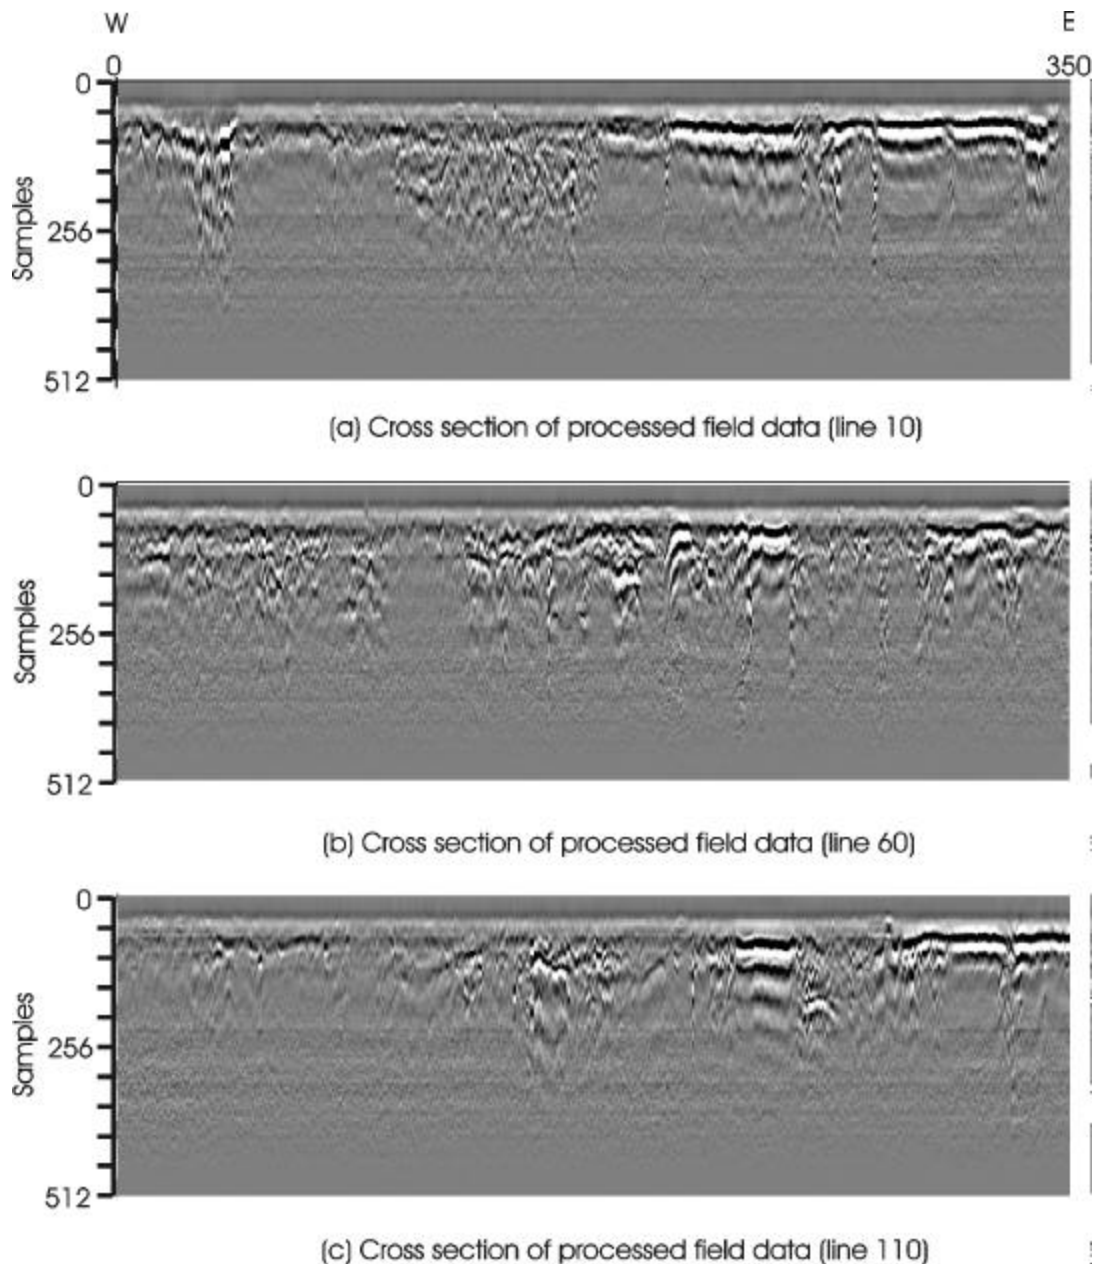 W E
0 350
0
Samples
256
512
(a) Cross section of processed field data (line 10)
0
Samples
256
512
(b) Cross section of processed field data (line 60)
0
Samples
256
512
(c) Cross section of processed field data (line 110)